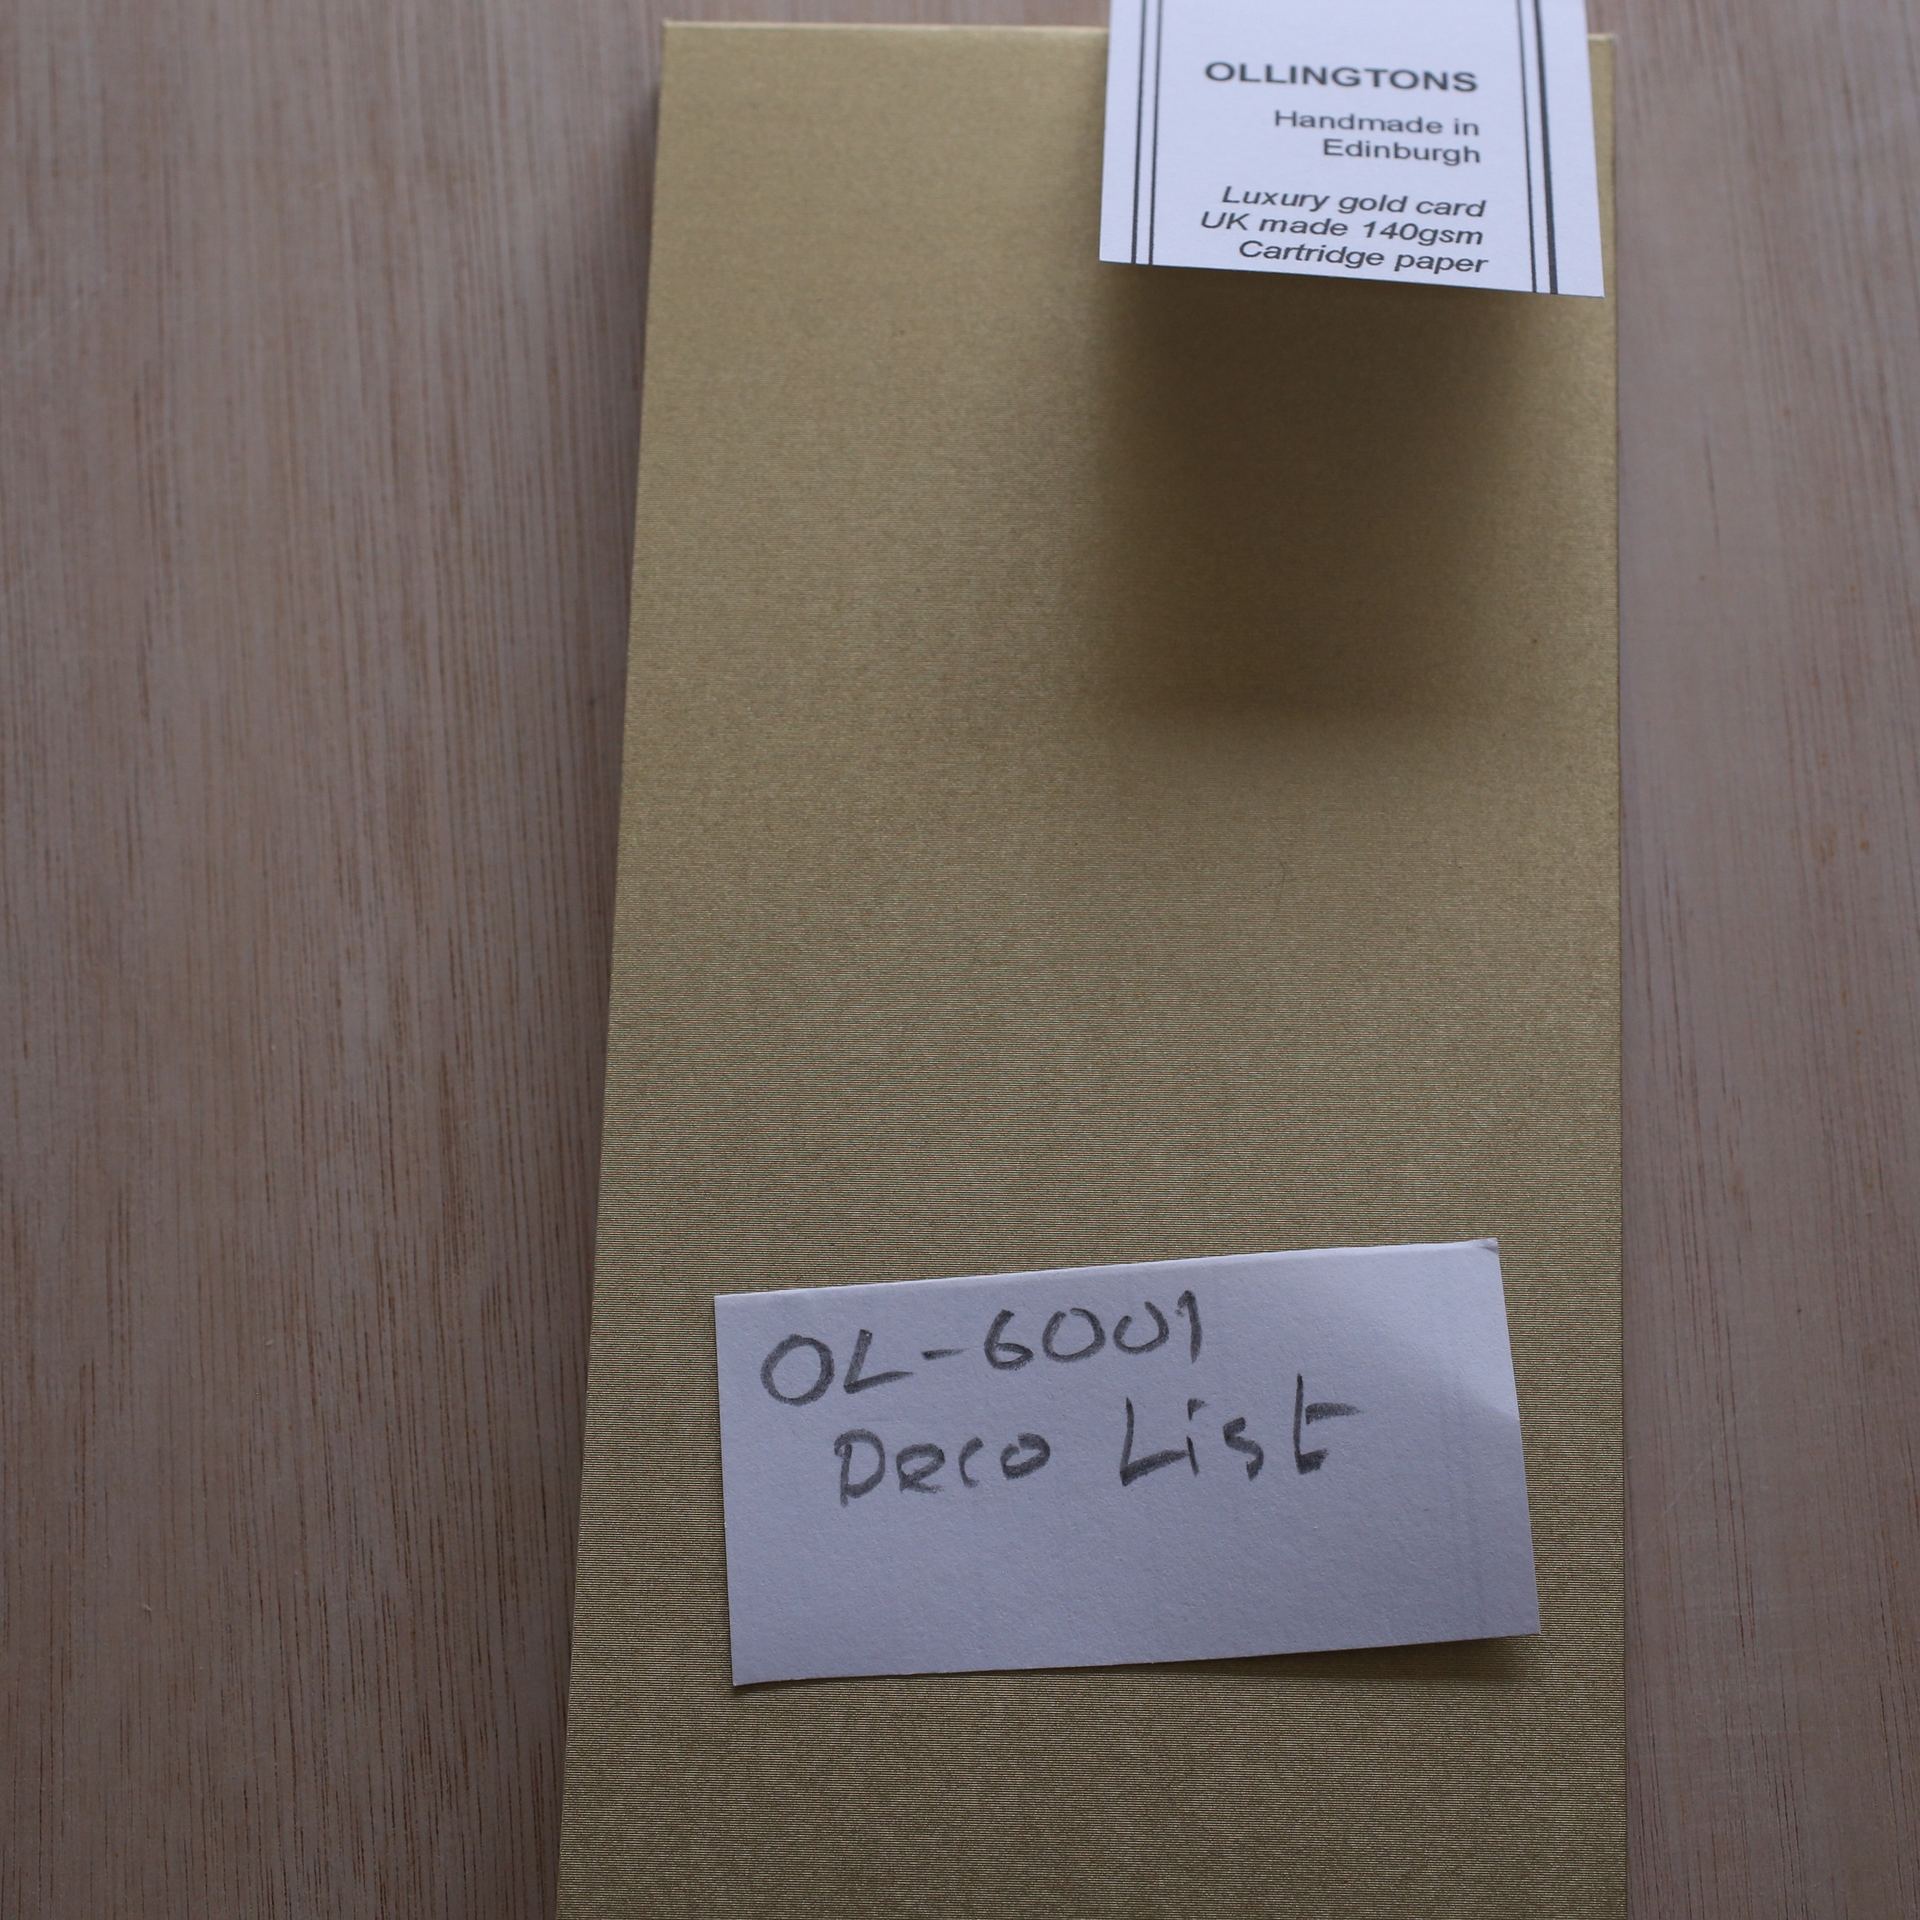 OLLINGTONS
Handmade in
Edinburgh
Luxury gold card
UK made 140gsm
Cartridge paper
OL-6001
Deco List